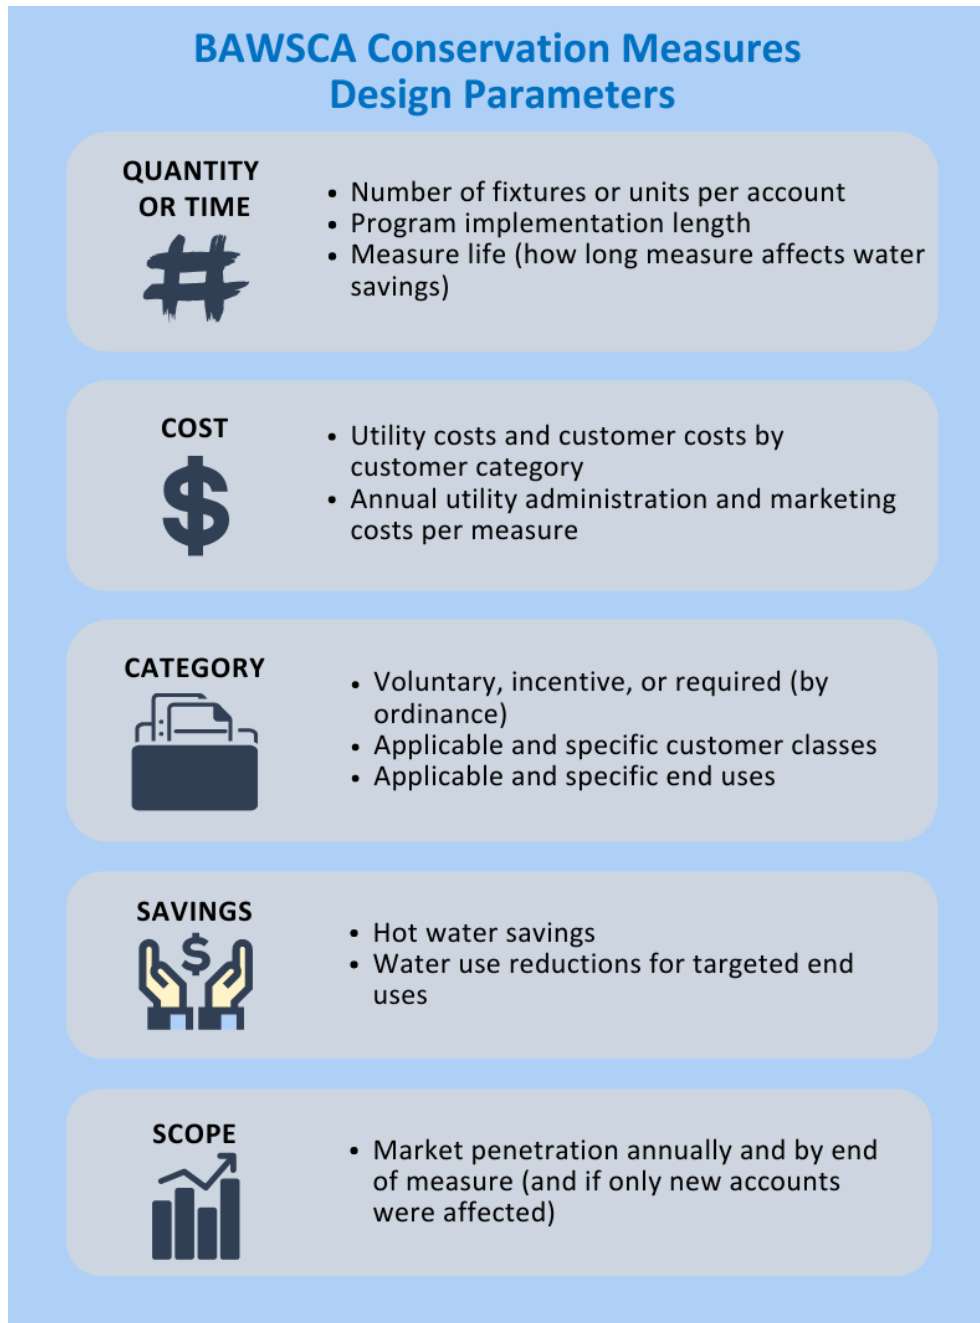 BAWSCA Conservation Measures
Design Parameters
QUANTITY
OR TIME
#
• Number of fixtures or units per account
• Program implementation length
• Measure life (how long measure affects water
savings)
COST
$
• Utility costs and customer costs by
customer category
• Annual utility administration and marketing
costs per measure
CATEGORY
• Voluntary, incentive, or required (by
ordinance)
• Applicable and specific customer classes
• Applicable and specific end uses
SAVINGS
$
• Hot water savings
• Water use reductions for targeted end
uses
SCOPE
• Market penetration annually and by end
of measure (and if only new accounts
were affected)